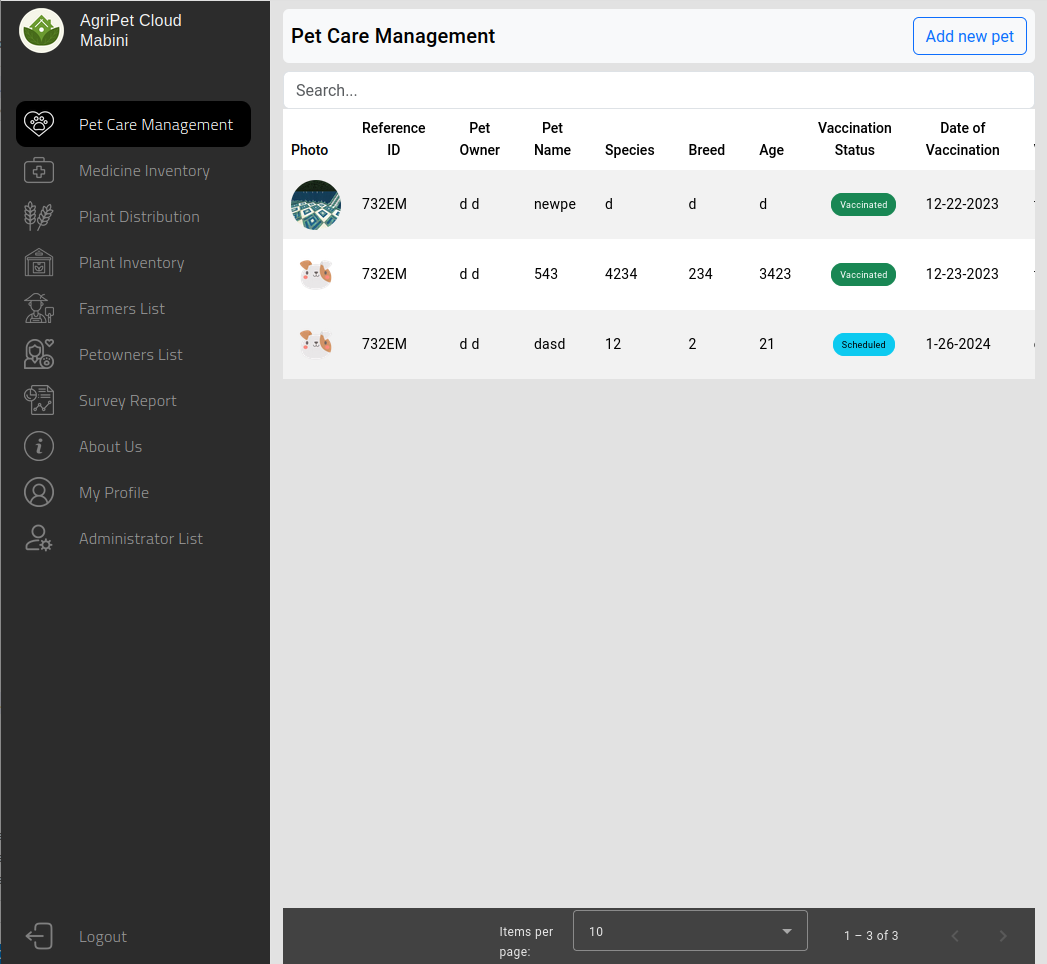 AgriPet Cloud
Mabini
Pet Care Management
Medicine Inventory
Plant Distribution
Plant Inventory
Farmers List
Petowners List
Survey Report
About Us
My Profile
Administrator List
Logout
Pet Care Management
Add new pet
Search...
Photo Reference ID Pet Owner Pet Name Species Breed Age Vaccination Status Date of Vaccination
732EM d d newpe d d d Vaccinated 12-22-2023
732EM d d 543 4234 234 3423 Vaccinated 12-23-2023
732EM d d dasd 12 2 21 Scheduled 1-26-2024
Items per page: 10 1 – 3 of 3